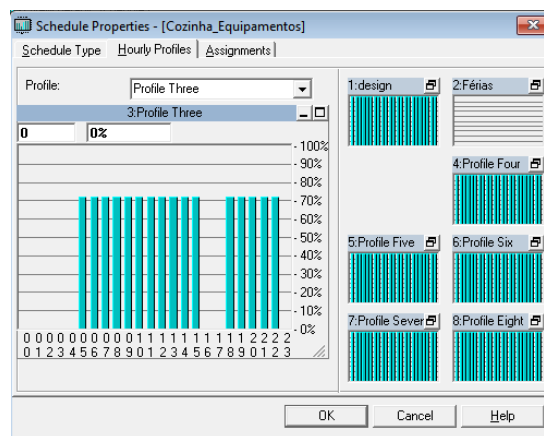 Schedule Properties - [Cozinha_Equipamentos]
Schedule Type Hourly Profiles Assignments
Profile: Profile Three
3:Profile Three
0 0%
100%
90%
80%
70%
60%
50%
40%
30%
20%
10%
0%
0 0 0 0 0 0 0 0 0 0 1 1 1 1 1 1 1 1 1 1 2 2 2 2
0 1 2 3 4 5 6 7 8 9 0 1 2 3 4 5 6 7 8 9 0 1 2 3
1:design 2:Férias
4:Profile Four
5:Profile Five 6:Profile Six
7:Profile Sever 8:Profile Eight
OK Cancel Help